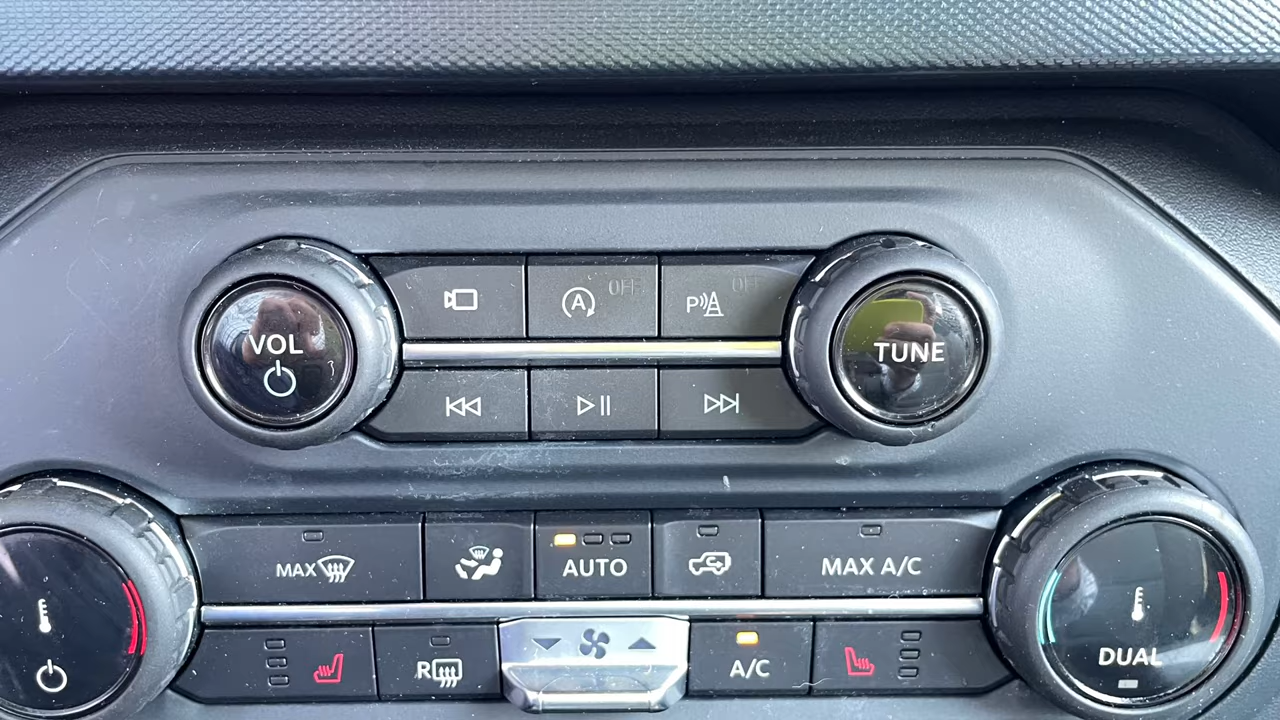 VOL
OFF
P
OFF
A
TUNE
MAX
AUTO
MAX A/C
R
A/C
DUAL